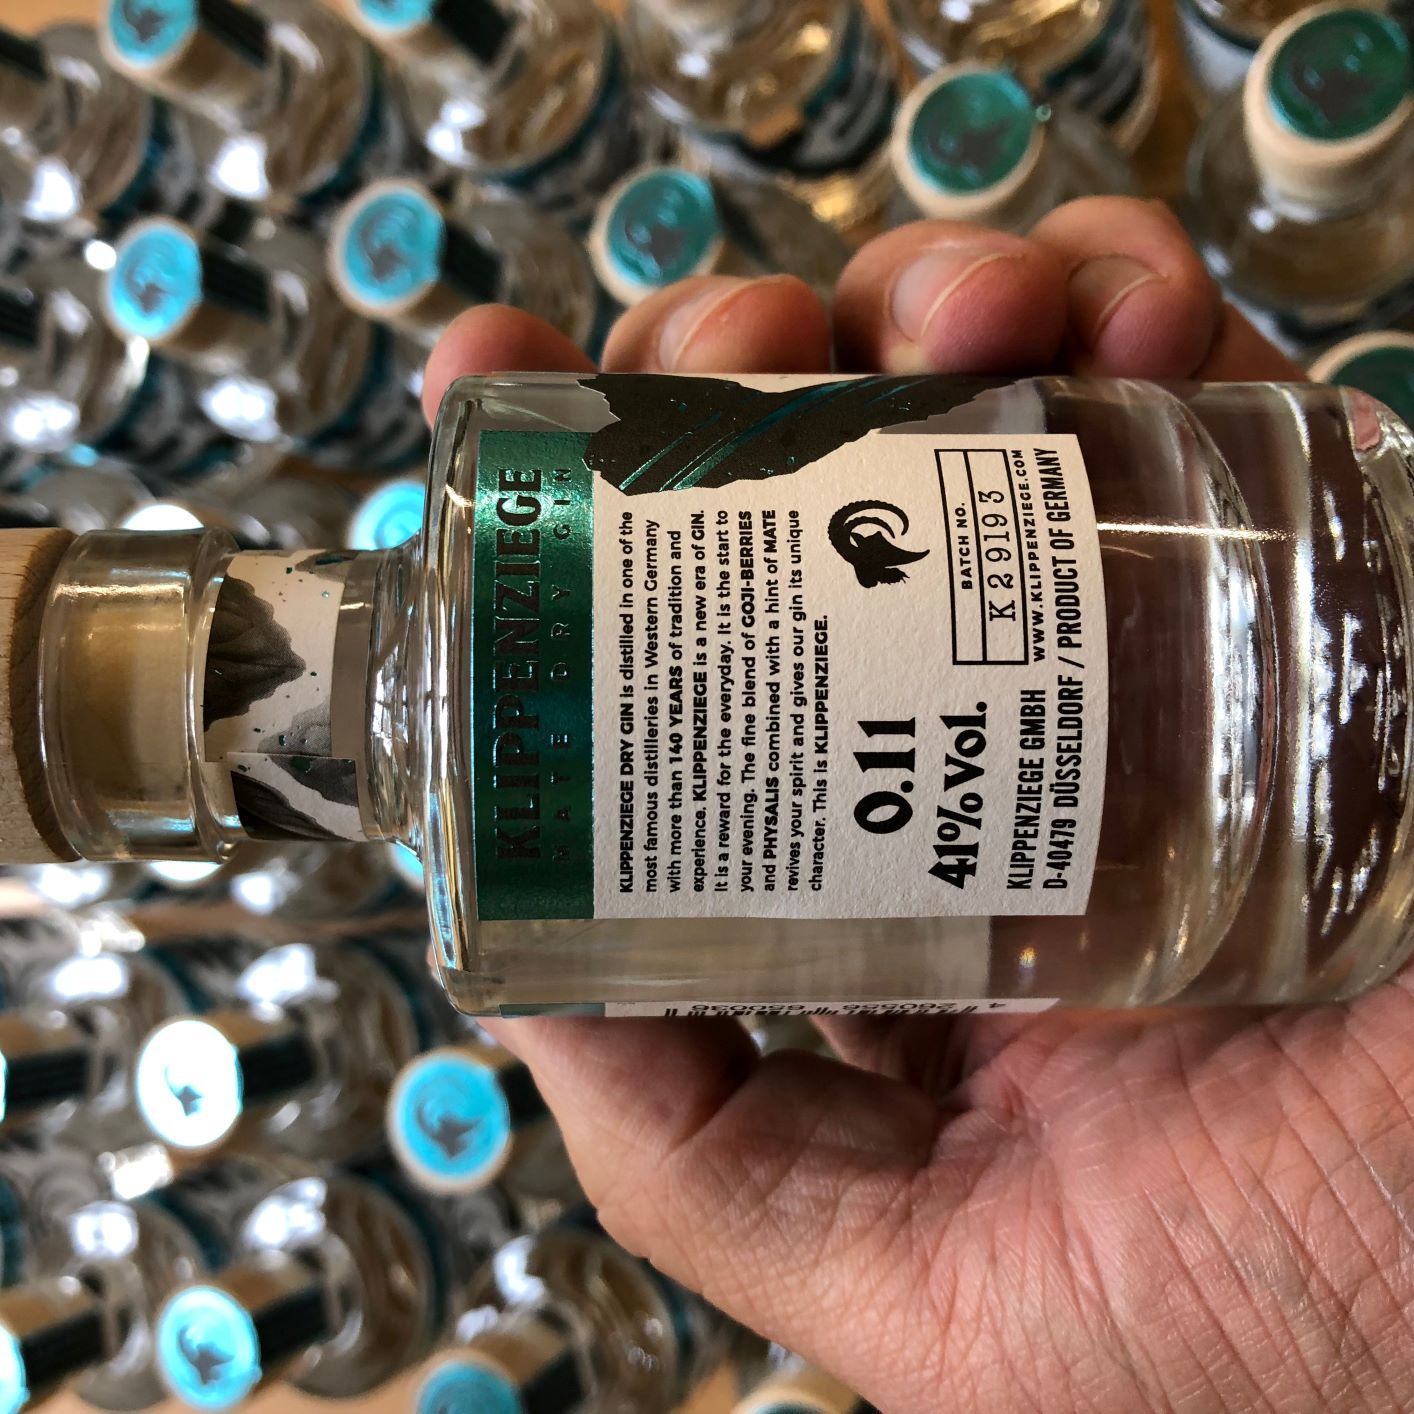 KLIPPENZIEGE
MATE DRY GIN
KLIPPENZIEGE DRY GIN is distilled in one of the
most famous distilleries in Western Germany
with more than 140 YEARS of tradition and
experience. KLIPPENZIEGE is a new era of GIN.
It is a reward for the everyday. It is the start to
your evening. The fine blend of GOJI-BERRIES
and PHYSALIS combined with a hint of MATE
revives your spirit and gives our gin its unique
character. This is KLIPPENZIEGE.
0.1l
41% Vol.
BATCH NO.
K 29193
WWW.KLIPPENZIEGE.COM
KLIPPENZIEGE GMBH
D-40479 DÜSSELDORF / PRODUCT OF GERMANY
4 260556 650036